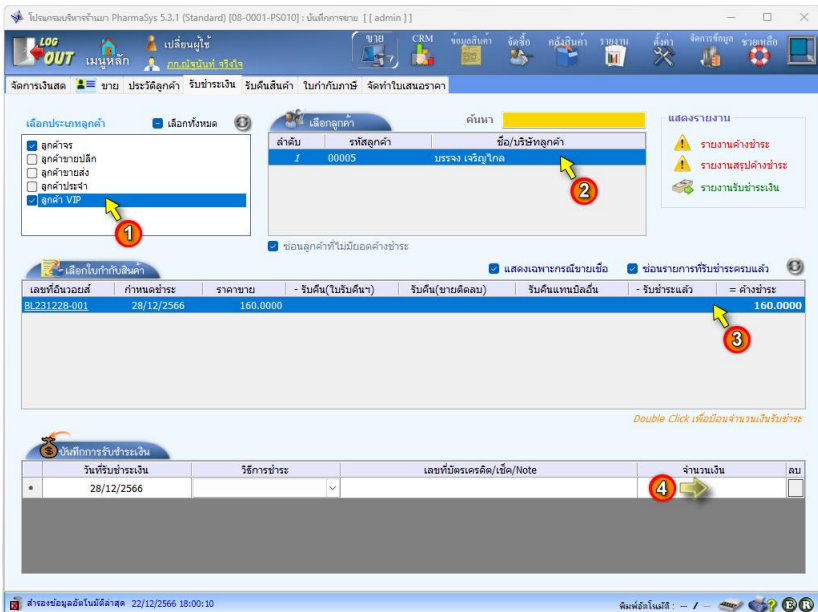 โปรแกรมบริหารร้านยา PharmaSys 5.3.1 (Standard) [08-0001-PS010] : บันทึกการขาย [ [ admin ] ]
LOG OUT เมนูหลัก เปลี่ยนผู้ใช้ ขาย CRM ข้อมูลสินค้า จัดซื้อ คลังสินค้า รายงาน ตั้งค่า จัดการข้อมูล ช่วยเหลือ
จัดการเงินสด ขาย ประวัติลูกค้า รับชำระเงิน รับคืนสินค้า ใบกำกับภาษี จัดทำใบเสนอราคา
เลือกประเภทลูกค้า เลือกทั้งหมด เลือกลูกค้า ค้นหา แสดงรายงาน
ลูกค้าจร
ลูกค้าขายปลีก
ลูกค้าขายส่ง
ลูกค้าประจำ
ลูกค้า VIP
1
ลำดับ รหัสลูกค้า ชื่อ/บริษัทลูกค้า
1 00005 บรรจง เจริญไกล
2
ซ่อนลูกค้าที่ไม่มียอดค้างชำระ
รายงานค้างชำระ
รายงานสรุปค้างชำระ
รายงานรับชำระเงิน
เลือกใบกำกับสินค้า แสดงเฉพาะกรณีขายเชื่อ ซ่อนรายการที่รับชำระครบแล้ว
เลขที่อินวอยส์ กำหนดชำระ ราคาขาย - รับคืน(ใบรับคืนฯ) รับคืน(ขายติดลบ) รับคืนแทนบิลอื่น - รับชำระแล้ว = ค้างชำระ
BL231228-001 28/12/2566 160.0000 160.0000
3
Double Click เพื่อป้อนจำนวนเงินรับชำระ
บันทึกการรับชำระเงิน
วันที่รับชำระเงิน วิธีการชำระ เลขที่บัตรเครดิต/เช็ค/Note จำนวนเงิน ลบ
* 28/12/2566 4
สำรองข้อมูลอัตโนมัติล่าสุด 22/12/2566 18:00:10 พิมพ์อัตโนมัติ : -- / -- E R